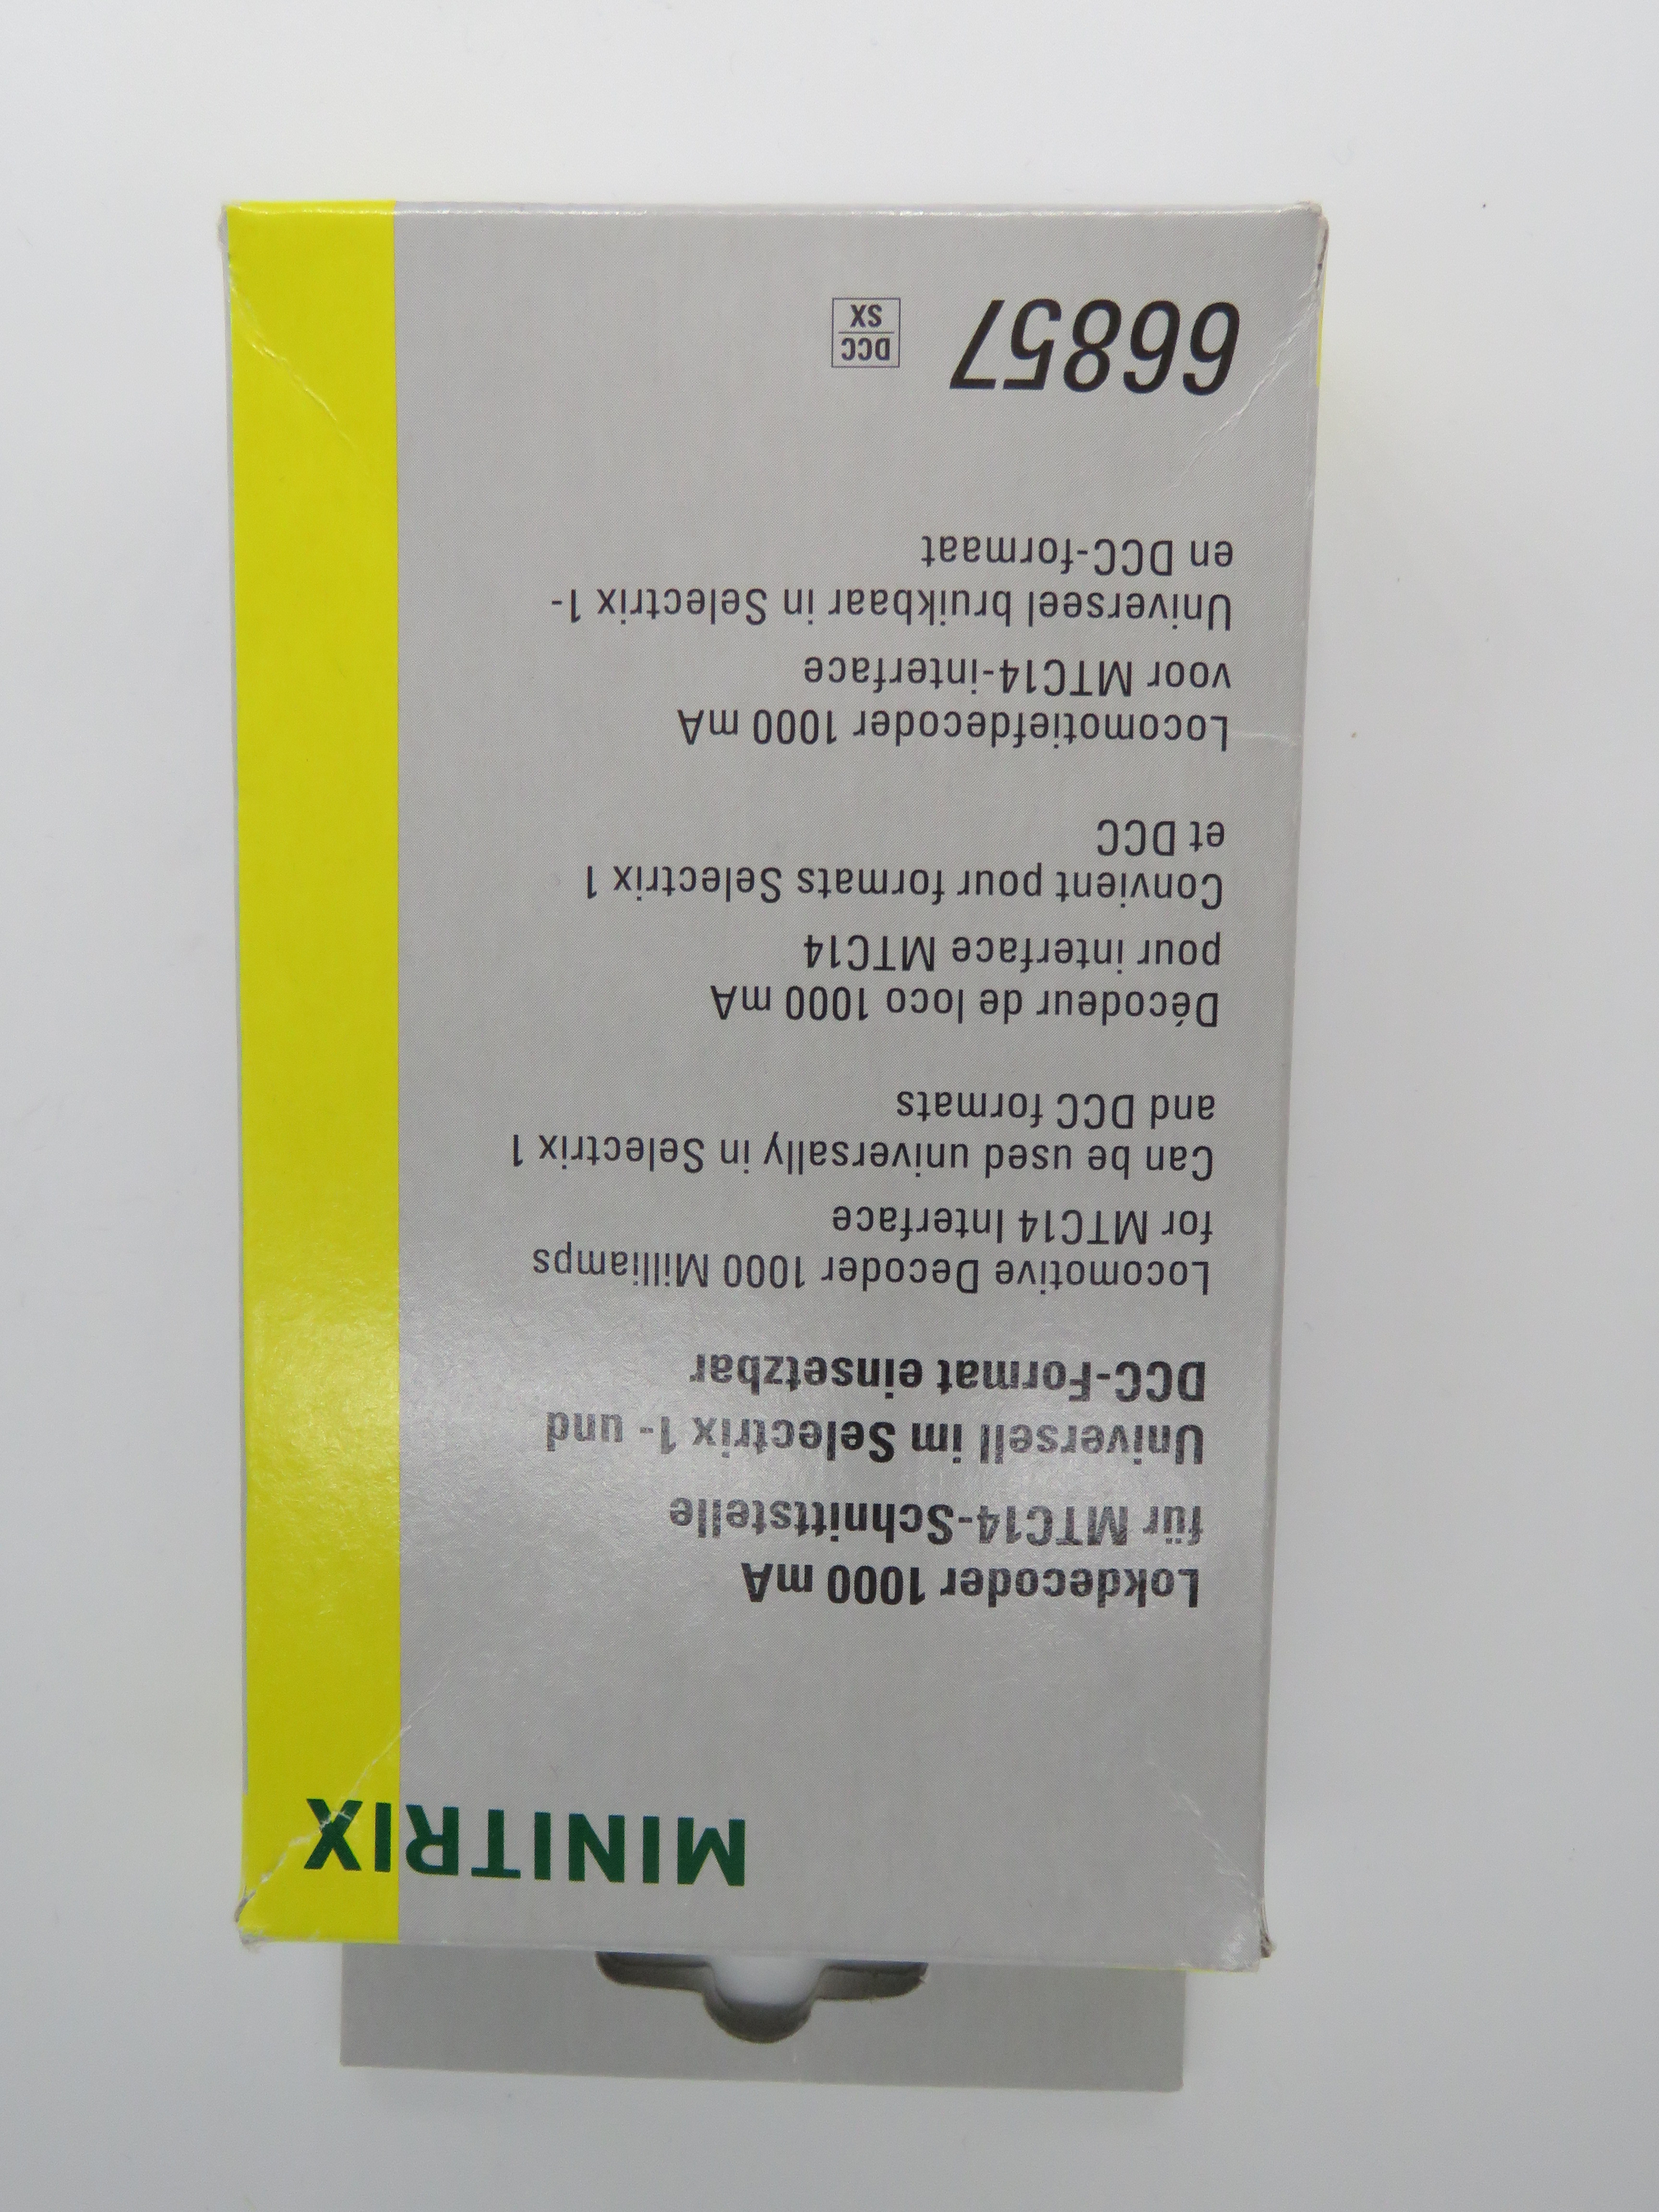 MINITRIX
Lokdecoder 1000 mA
für MTC14-Schnittstelle
Universell im Selectrix 1- und
DCC-Format einsetzbar
Locomotive Decoder 1000 Milliamps
for MTC14 Interface
Can be used universally in Selectrix 1
and DCC formats
Décodeur de loco 1000 mA
pour interface MTC14
Convient pour formats Selectrix 1
et DCC
Locomotiefdecoder 1000 mA
voor MTC14-interface
Universeel bruikbaar in Selectrix 1-
en DCC-formaat
66857
DCC
SX